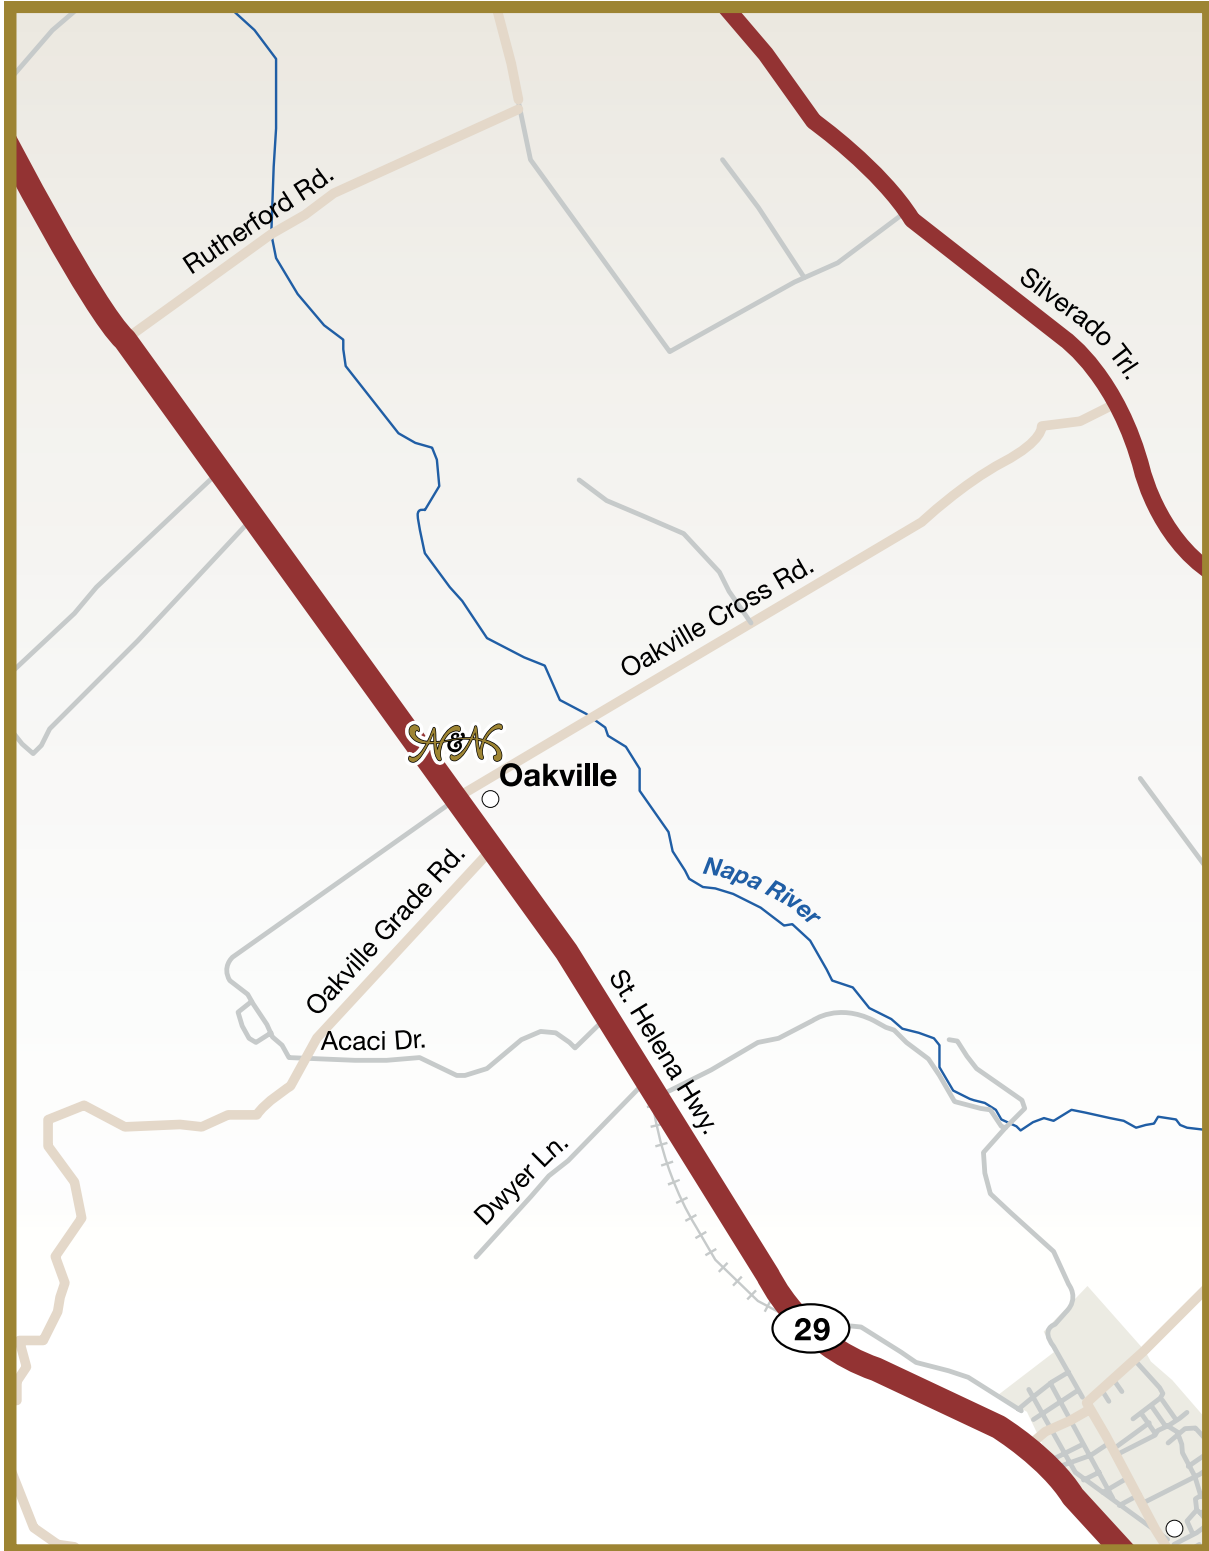 Rutherford Rd.
Silverado Trl.
Oakville Cross Rd.
N&N
Oakville
Oakville Grade Rd.
Napa River
Acaci Dr.
St. Helena Hwy.
Dwyer Ln.
29